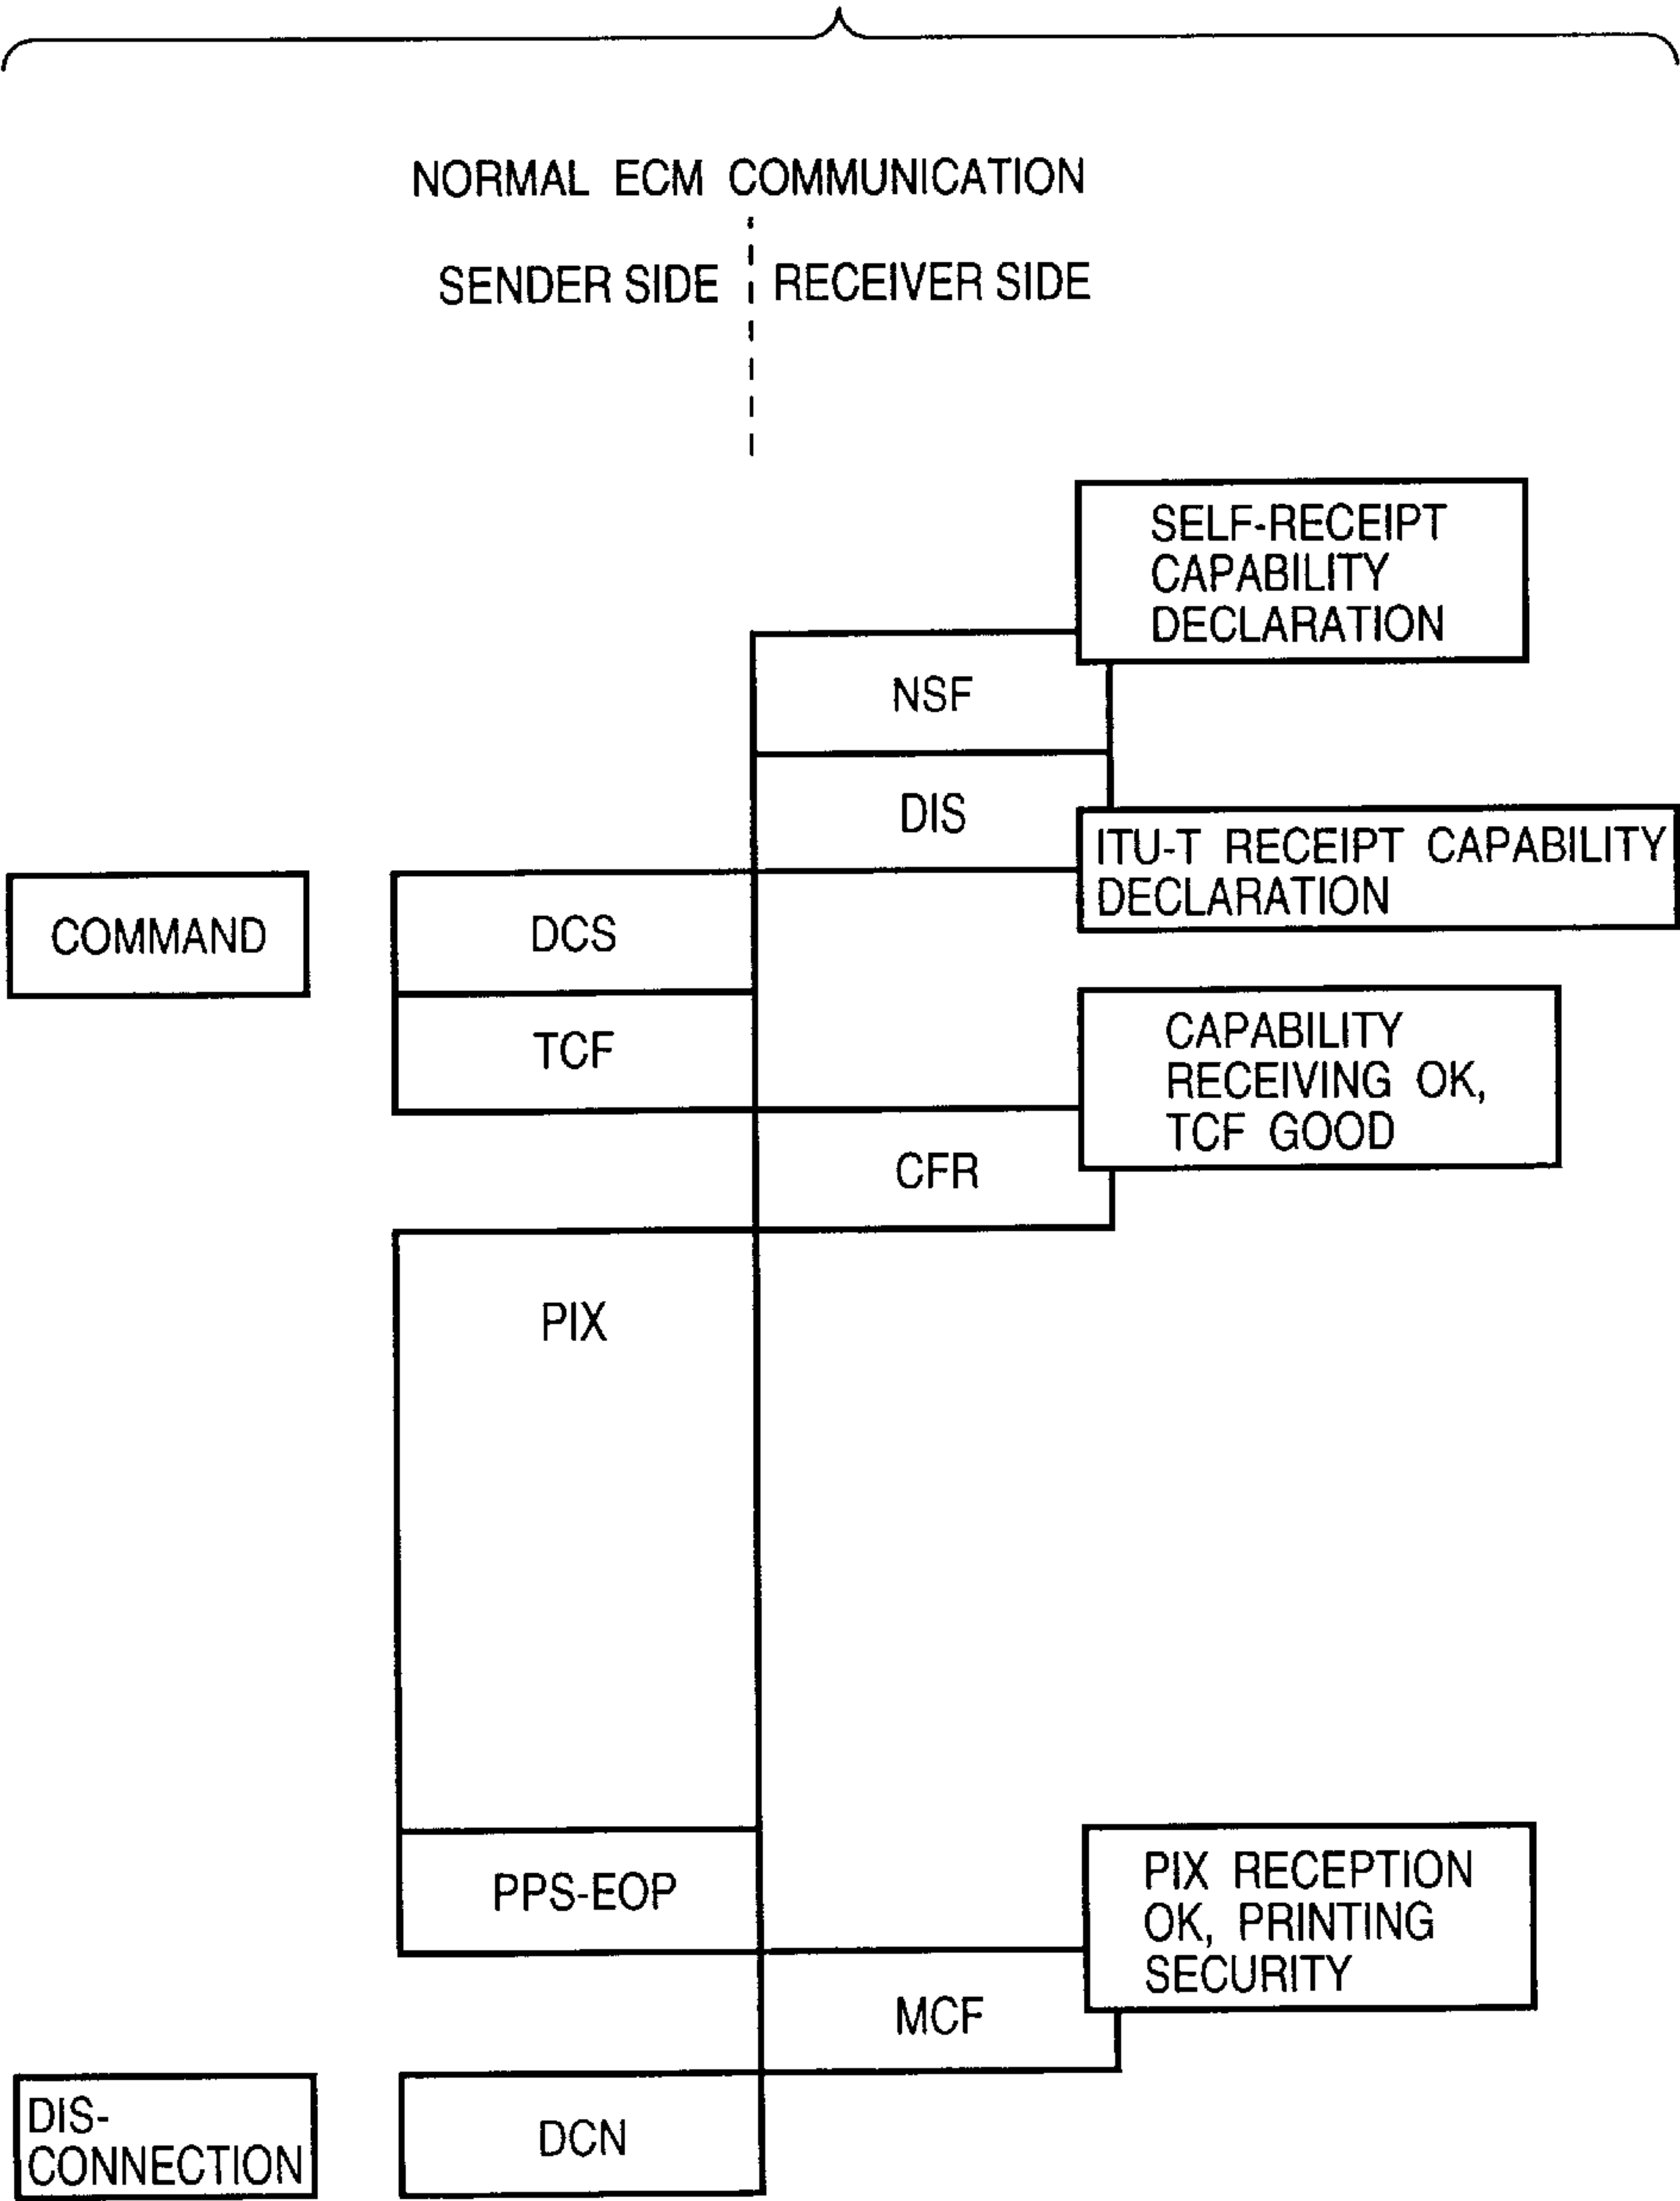 NORMAL ECM COMMUNICATION
SENDER SIDE
RECEIVER SIDE
SELF-RECEIPT
CAPABILITY
DECLARATION
NSF
DIS
ITU-T RECEIPT CAPABILITY
DECLARATION
COMMAND
DCS
TCF
CAPABILITY
RECEIVING OK,
TCF GOOD
CFR
PIX
PPS-EOP
PIX RECEPTION
OK, PRINTING
SECURITY
MCF
DIS-
CONNECTION
DCN